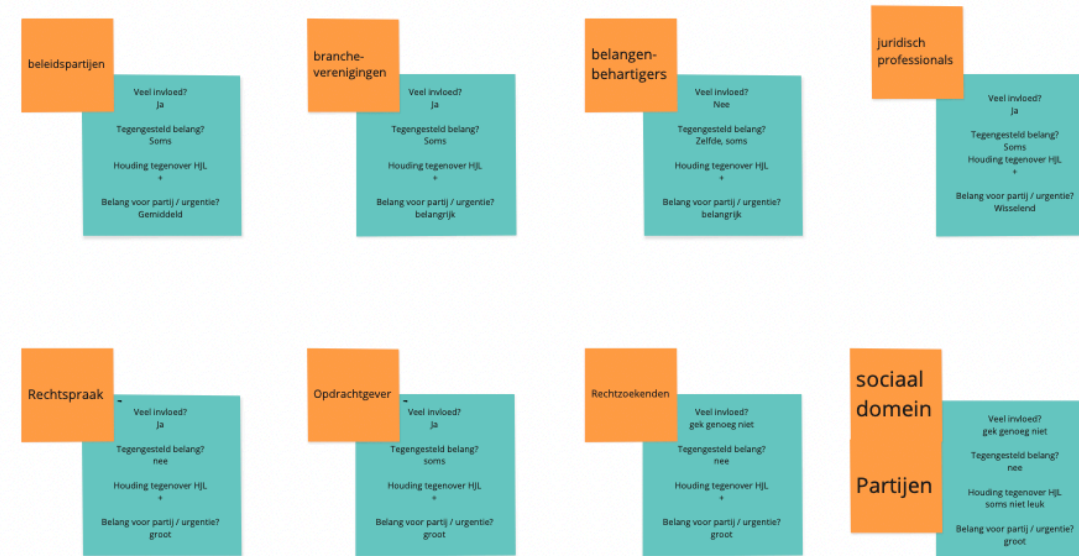 beleidspartijen
Veel invloed?
Ja
Tegengesteld belang?
Soms
Houding tegenover HJL
+
Belang voor partij / urgentie?
Gemiddeld
branche-
verenigingen
Veel invloed?
Ja
Tegengesteld belang?
Soms
Houding tegenover HJL
+
Belang voor partij / urgentie?
belangrijk
belangen-
behartigers
Veel invloed?
Nee
Tegengesteld belang?
Zelfde, soms
Houding tegenover HJL
+
Belang voor partij / urgentie?
belangrijk
juridisch
professionals
Veel invloed?
Ja
Tegengesteld belang?
Soms
Houding tegenover HJL
+
Belang voor partij / urgentie?
Wisselend
Rechtspraak
-
Veel invloed?
Ja
Tegengesteld belang?
nee
Houding tegenover HJL
+
Belang voor partij / urgentie?
groot
Opdrachtgever
-
Veel invloed?
Ja
Tegengesteld belang?
soms
Houding tegenover HJL
+
Belang voor partij / urgentie?
groot
Rechtzoekenden
Veel invloed?
gek genoeg niet
Tegengesteld belang?
nee
Houding tegenover HJL
+
Belang voor partij / urgentie?
groot
sociaal
domein
Partijen
Veel invloed?
gek genoeg niet
Tegengesteld belang?
nee
Houding tegenover HJL
soms niet leuk
Belang voor partij / urgentie?
groot